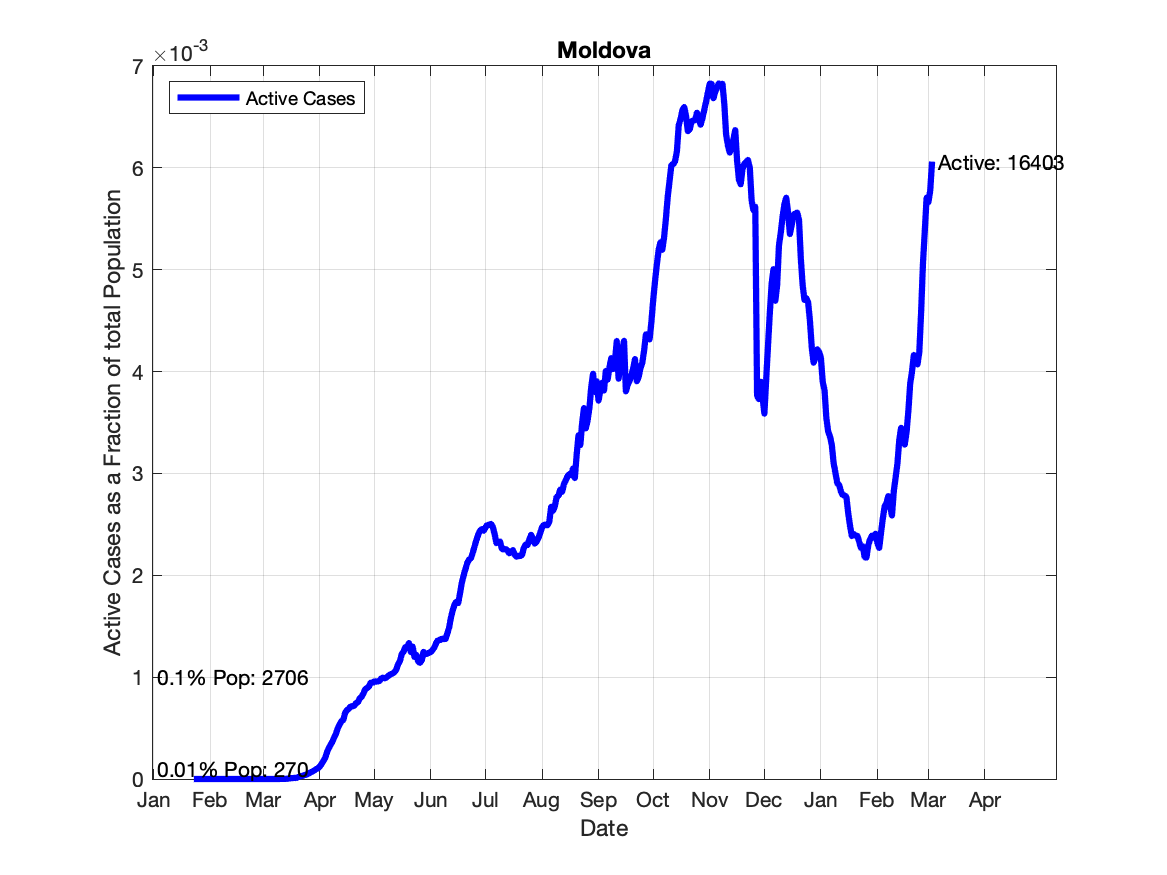 Moldova
×10-3
Active Cases
7
6
5
4
3
2
1
0
Active Cases as a Fraction of total Population
Active: 16403
0.1% Pop: 2706
0.01% Pop: 270
Jan Feb Mar Apr May Jun Jul Aug Sep Oct Nov Dec Jan Feb Mar Apr
Date